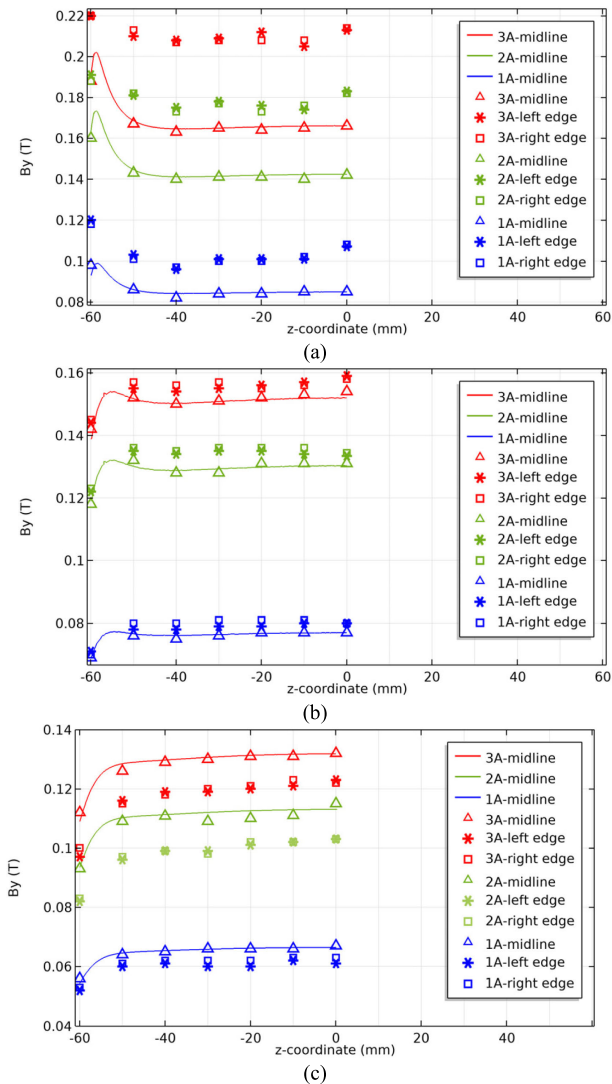 0.22
0.2
0.18
0.16
0.14
0.12
0.1
0.08
By (T)
3A-midline
2A-midline
1A-midline
3A-midline
3A-left edge
3A-right edge
2A-midline
2A-left edge
2A-right edge
1A-midline
1A-left edge
1A-right edge
-60 -40 -20 0 20 40 60
z-coordinate (mm)
(a)
0.16
0.14
0.12
0.1
0.08
By (T)
3A-midline
2A-midline
1A-midline
3A-midline
3A-left edge
3A-right edge
2A-midline
2A-left edge
2A-right edge
1A-midline
1A-left edge
1A-right edge
-60 -40 -20 0 20 40 60
z-coordinate (mm)
(b)
0.14
0.12
0.1
0.08
0.06
0.04
By (T)
3A-midline
2A-midline
1A-midline
3A-midline
3A-left edge
3A-right edge
2A-midline
2A-left edge
2A-right edge
1A-midline
1A-left edge
1A-right edge
-60 -40 -20 0 20 40 60
z-coordinate (mm)
(c)